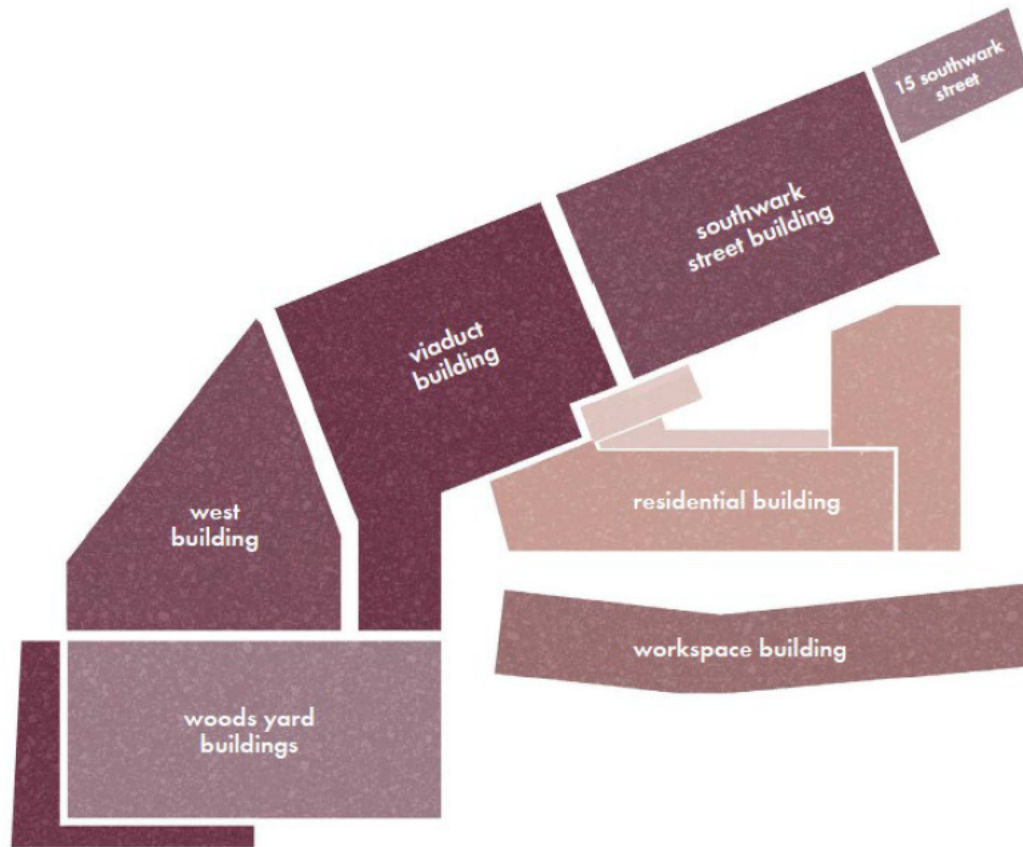 15 southwark
street
southwark
street building
viaduct
building
west
building
residential building
workspace building
woods yard
buildings